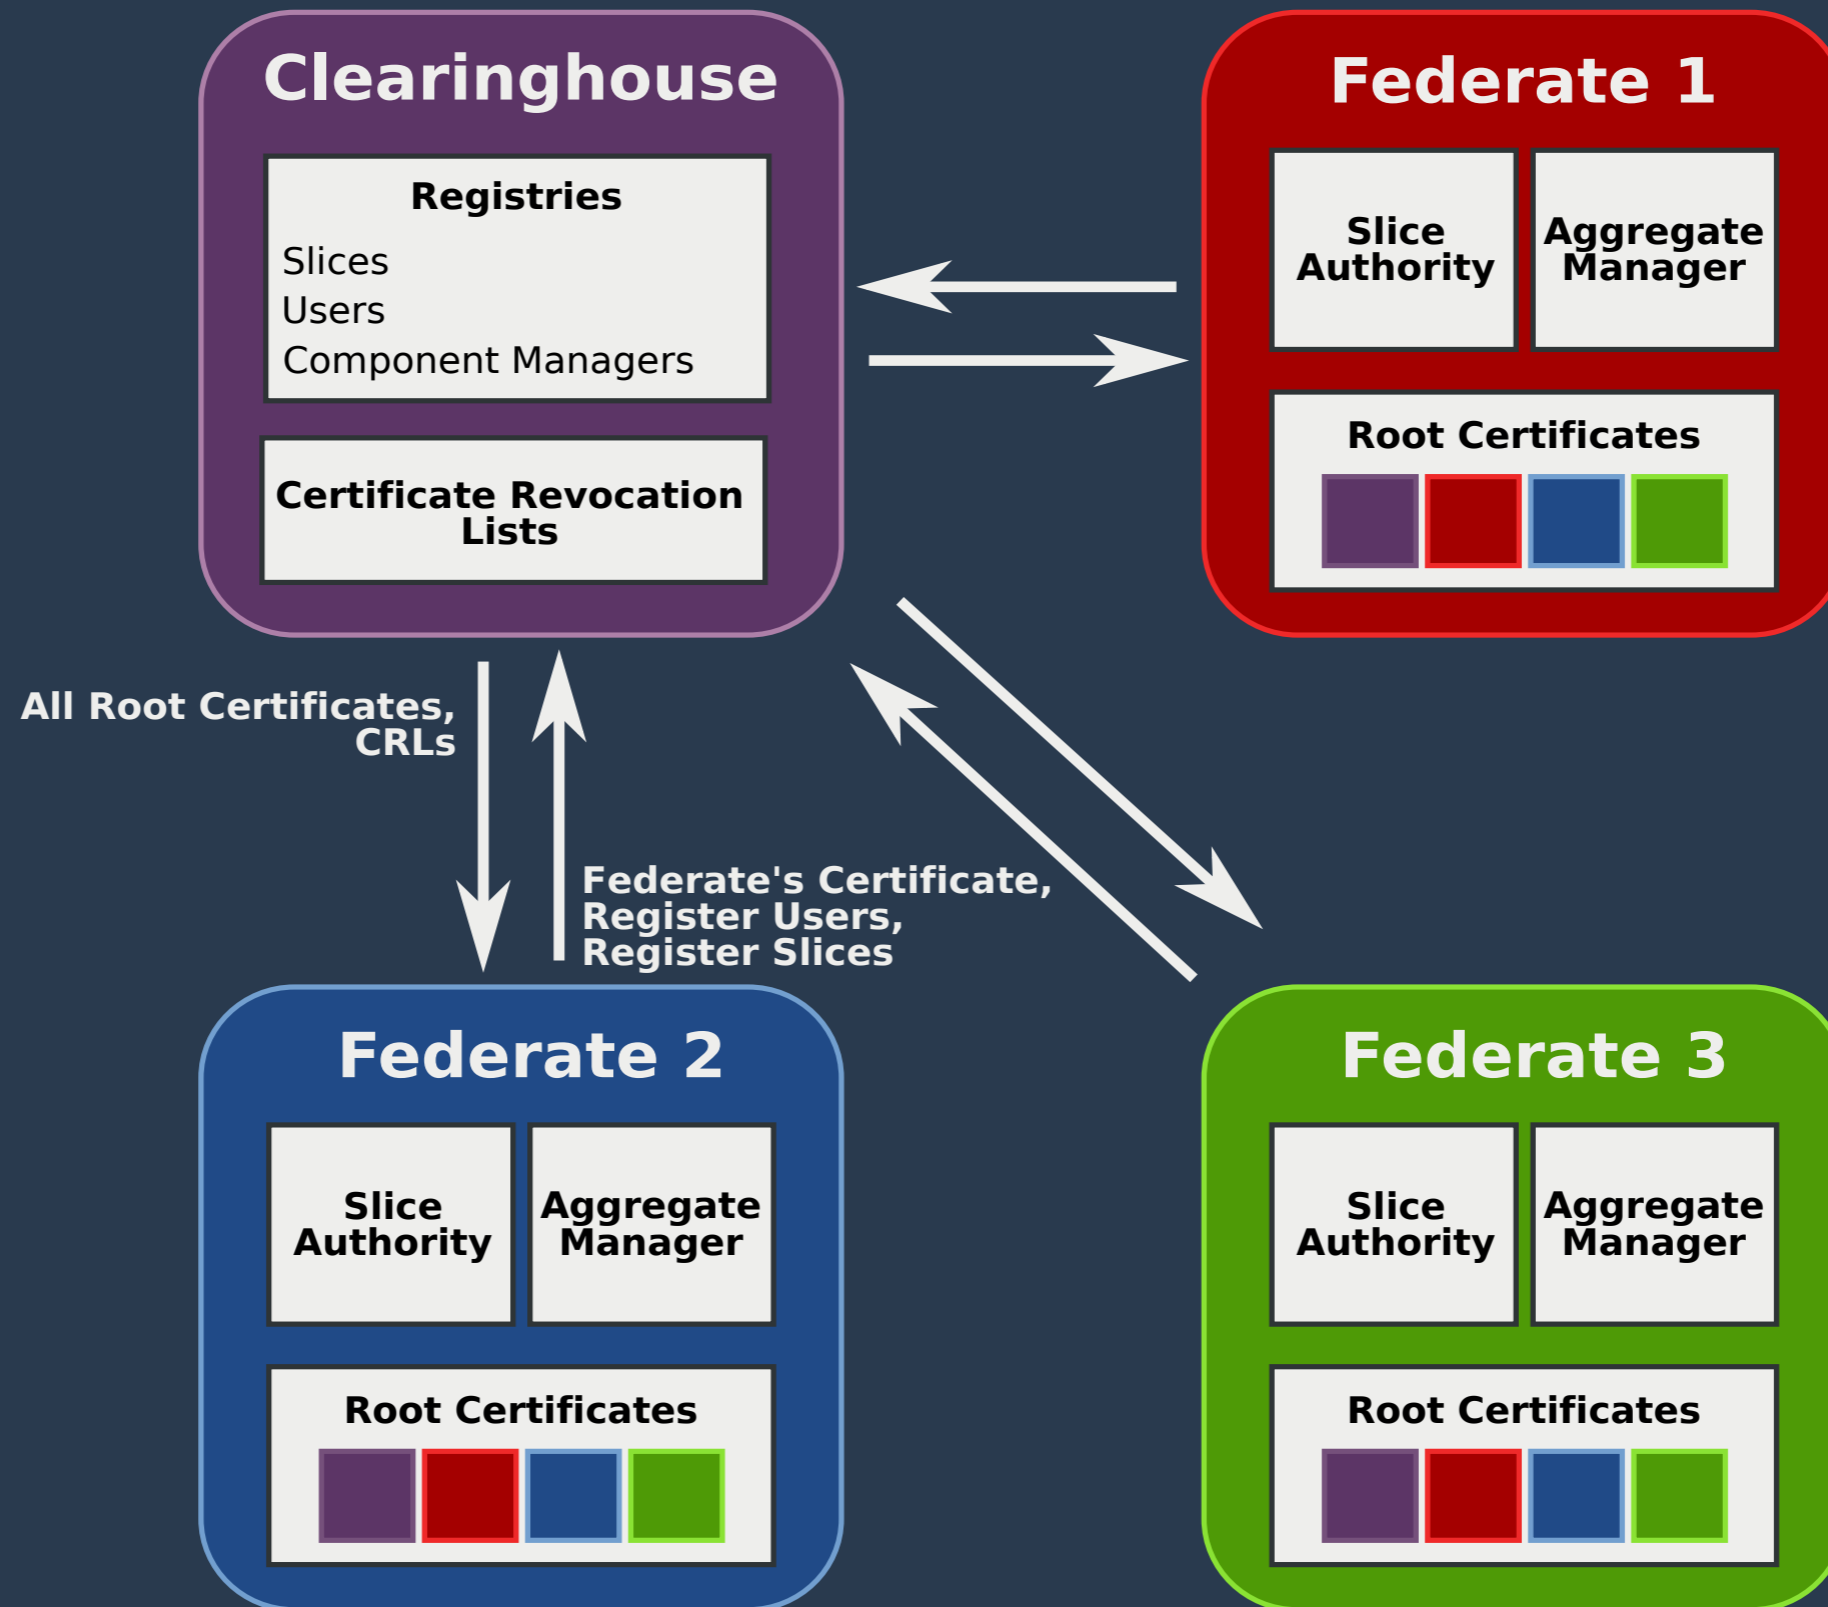 Clearinghouse
Registries
Slices
Users
Component Managers
Certificate Revocation
Lists
Federate 1
Slice
Authority
Aggregate
Manager
Root Certificates
All Root Certificates,
CRLs
Federate's Certificate,
Register Users,
Register Slices
Federate 2
Slice
Authority
Aggregate
Manager
Root Certificates
Federate 3
Slice
Authority
Aggregate
Manager
Root Certificates